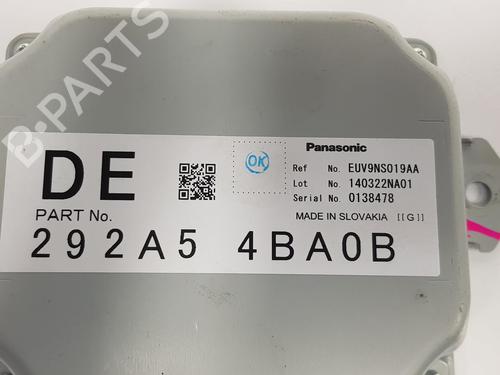 B-PARTS
DE
OK
Panasonic
Ref No. EUV9NS019AA
Lot No. 140322NA01
Serial No. 0138478
PART No.
MADE IN SLOVAKIA [[G]]
292A5 4BA0B